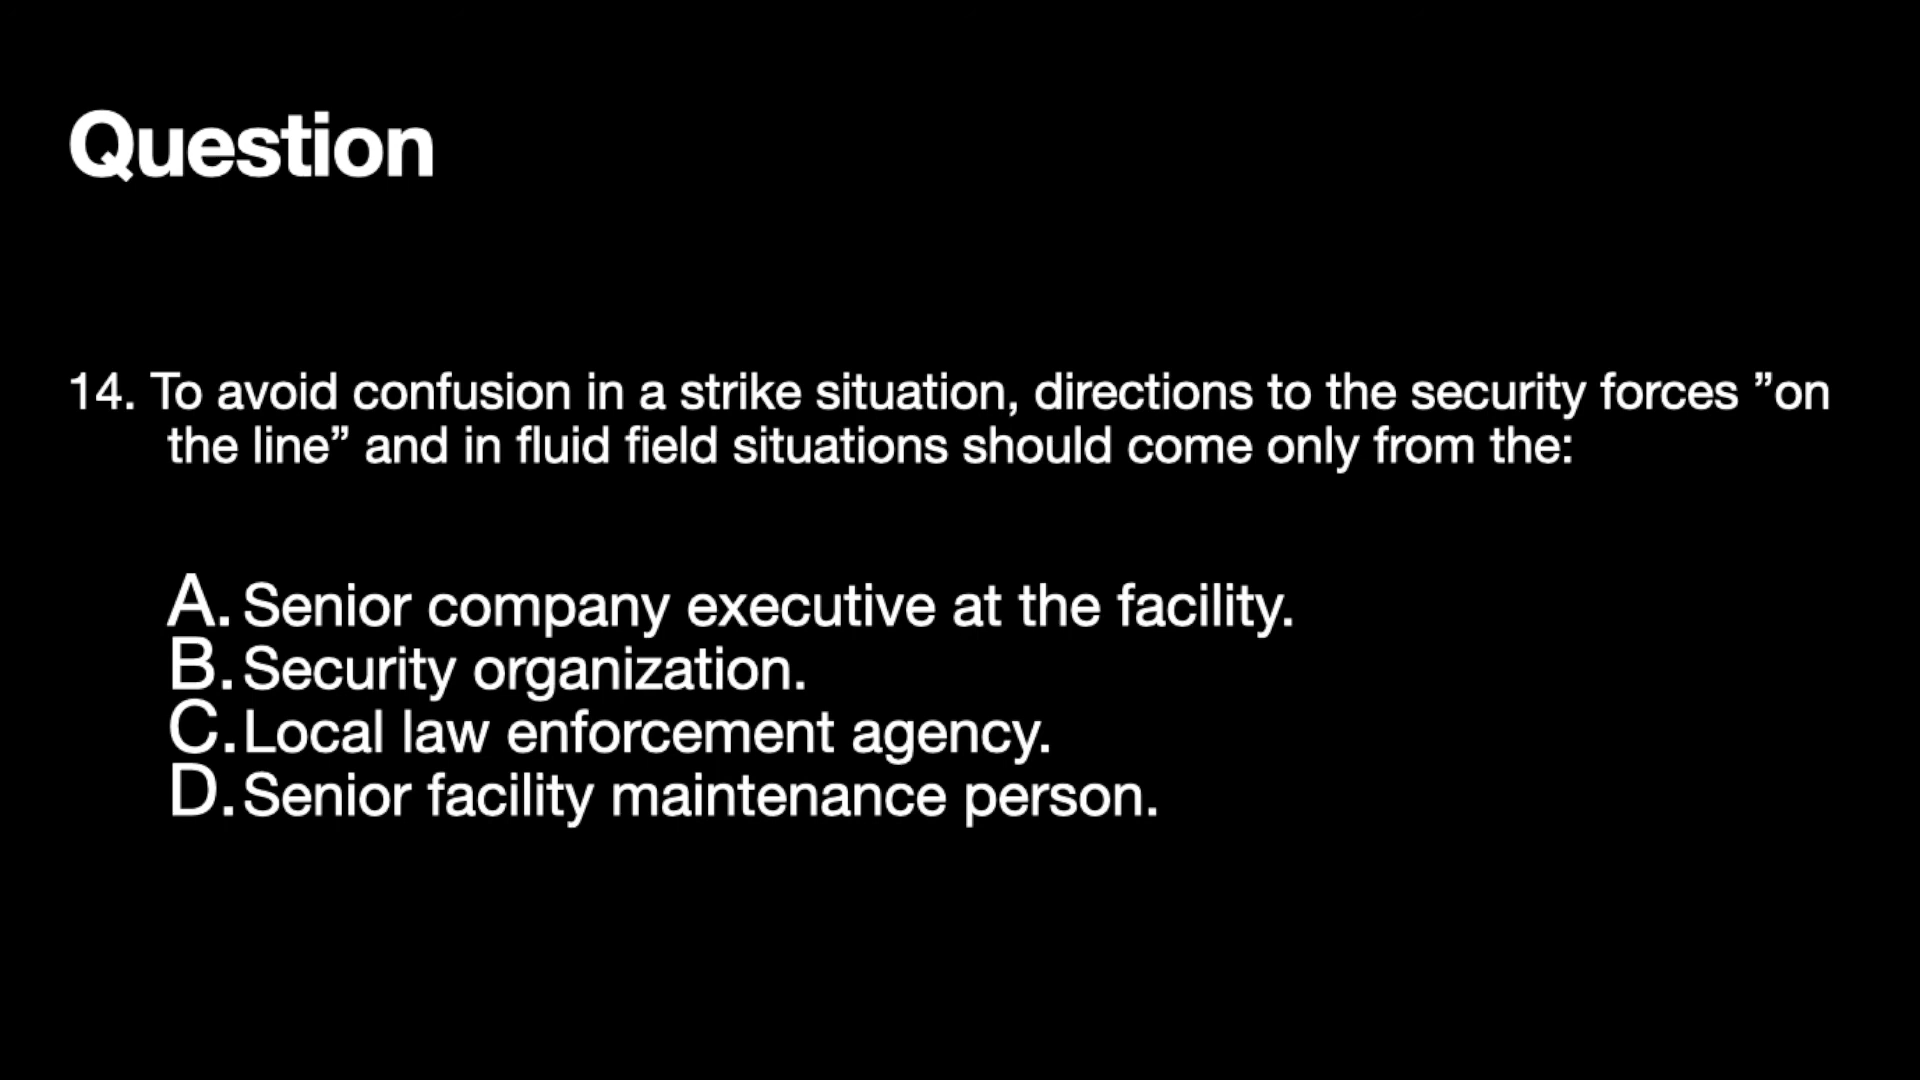 Question
14. To avoid confusion in a strike situation, directions to the security forces ”on
the line” and in fluid field situations should come only from the:
A. Senior company executive at the facility.
B. Security organization.
C. Local law enforcement agency.
D. Senior facility maintenance person.